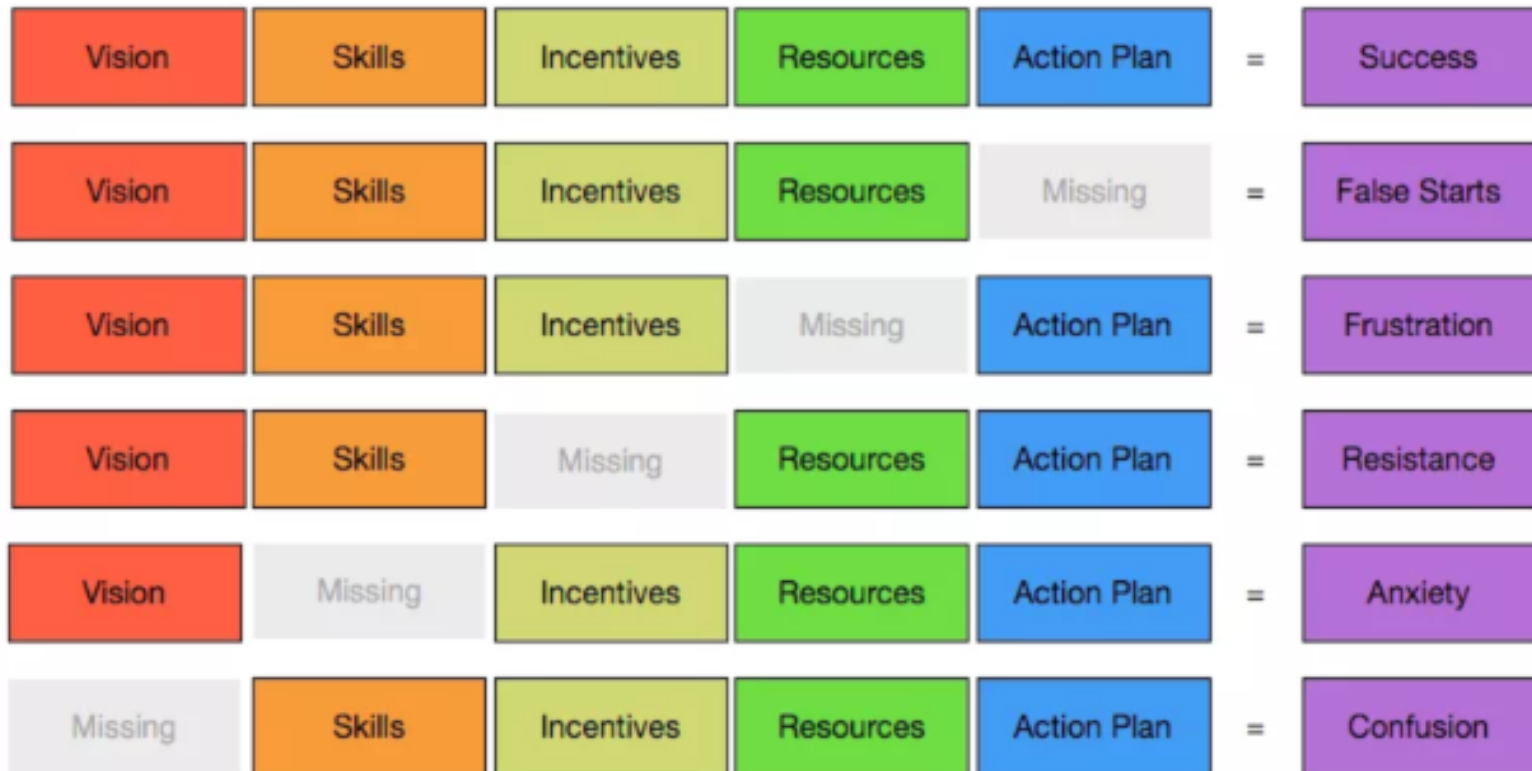 Vision Skills Incentives Resources Action Plan = Success
Vision Skills Incentives Resources Missing = False Starts
Vision Skills Incentives Missing Action Plan = Frustration
Vision Skills Missing Resources Action Plan = Resistance
Vision Missing Incentives Resources Action Plan = Anxiety
Missing Skills Incentives Resources Action Plan = Confusion